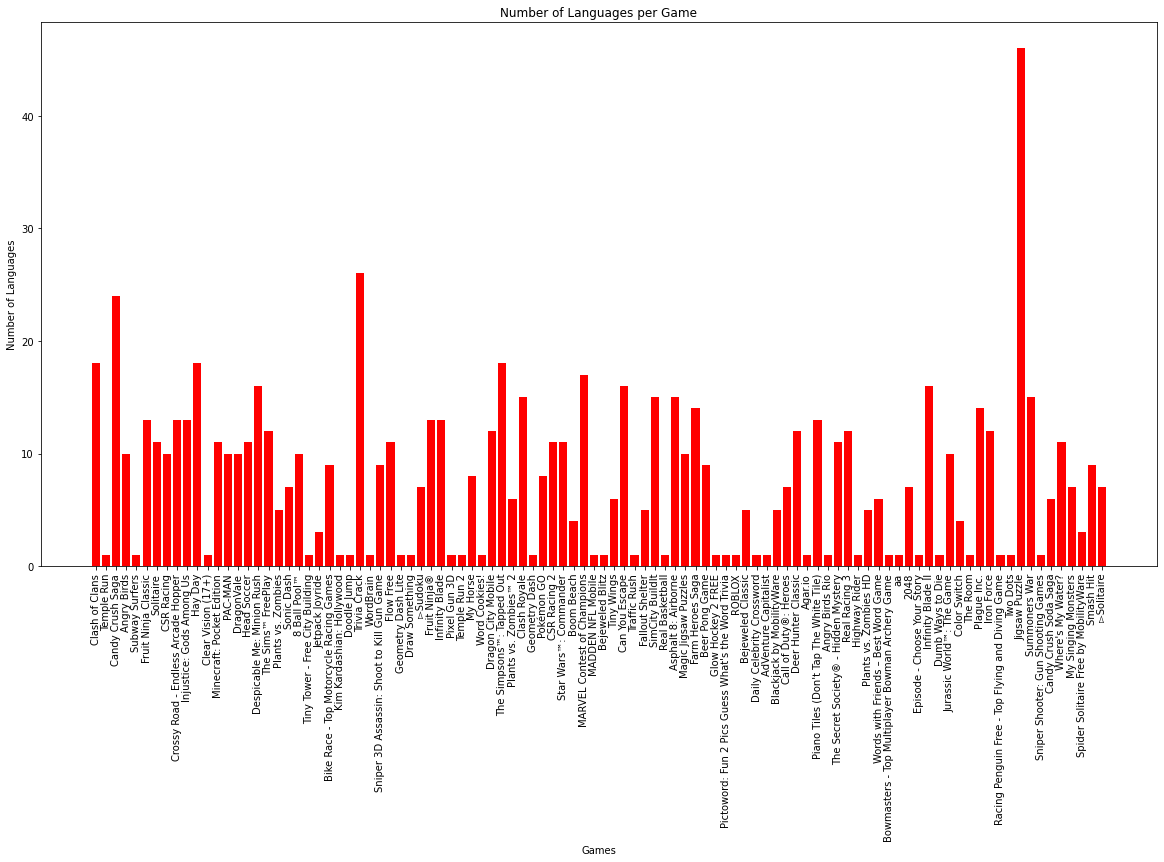 Number of Languages per Game
Number of Languages
40
30
20
10
0
Clash of Clans
Temple Run
Candy Crush Saga
Angry Birds
Subway Surfers
Fruit Ninja Classic
Solitaire
CSR Racing
Crossy Road - Endless Arcade Hopper
Injustice: Gods Among Us
Hay Day
Clear Vision (17+)
Minecraft: Pocket Edition
PAC-MAN
DragonVale
Head Soccer
Despicable Me: Minion Rush
The Sims™ FreePlay
Plants vs. Zombies
Sonic Dash
8 Ball Pool™
Tiny Tower - Free City Building
Jetpack Joyride
Bike Race - Top Motorcycle Racing Games
Kim Kardashian: Hollywood
Doodle Jump
Trivia Crack
WordBrain
Sniper 3D Assassin: Shoot to Kill Gun Game
Flow Free
Geometry Dash Lite
Draw Something
▻Sudoku
Fruit Ninja®
Infinity Blade
Pixel Gun 3D
Temple Run 2
My Horse
Word Cookies!
Dragon City Mobile
The Simpsons™: Tapped Out
Plants vs. Zombies™ 2
Clash Royale
Geometry Dash
Pokémon GO
CSR Racing 2
Star Wars™: Commander
Boom Beach
MARVEL Contest of Champions
MADDEN NFL Mobile
Bejeweled Blitz
Tiny Wings
Can You Escape
Traffic Rush
Fallout Shelter
SimCity BuildIt
Real Basketball
Asphalt 8: Airborne
Magic Jigsaw Puzzles
Farm Heroes Saga
Beer Pong Game
Glow Hockey 2 FREE
Pictoword: Fun 2 Pics Guess What's the Word Trivia
ROBLOX
Bejeweled Classic
Daily Celebrity Crossword
AdVenture Capitalist
Blackjack by MobilityWare
Call of Duty®: Heroes
Deer Hunter Classic
Agar.io
Piano Tiles (Don't Tap The White Tile)
Angry Birds Rio
The Secret Society® - Hidden Mystery
Real Racing 3
Highway Rider
Plants vs. Zombies HD
Words with Friends – Best Word Game
Bowmasters - Top Multiplayer Bowman Archery Game
aa
2048
Episode - Choose Your Story
Infinity Blade II
Dumb Ways to Die
Jurassic World™: The Game
Color Switch
The Room
Plague Inc.
Iron Force
Racing Penguin Free - Top Flying and Diving Game
TwoDots
Jigsaw Puzzle
Summoners War
Sniper Shooter: Gun Shooting Games
Candy Crush Soda Saga
Where's My Water?
My Singing Monsters
Spider Solitaire Free by MobilityWare
Smash Hit
▻Solitaire
Games